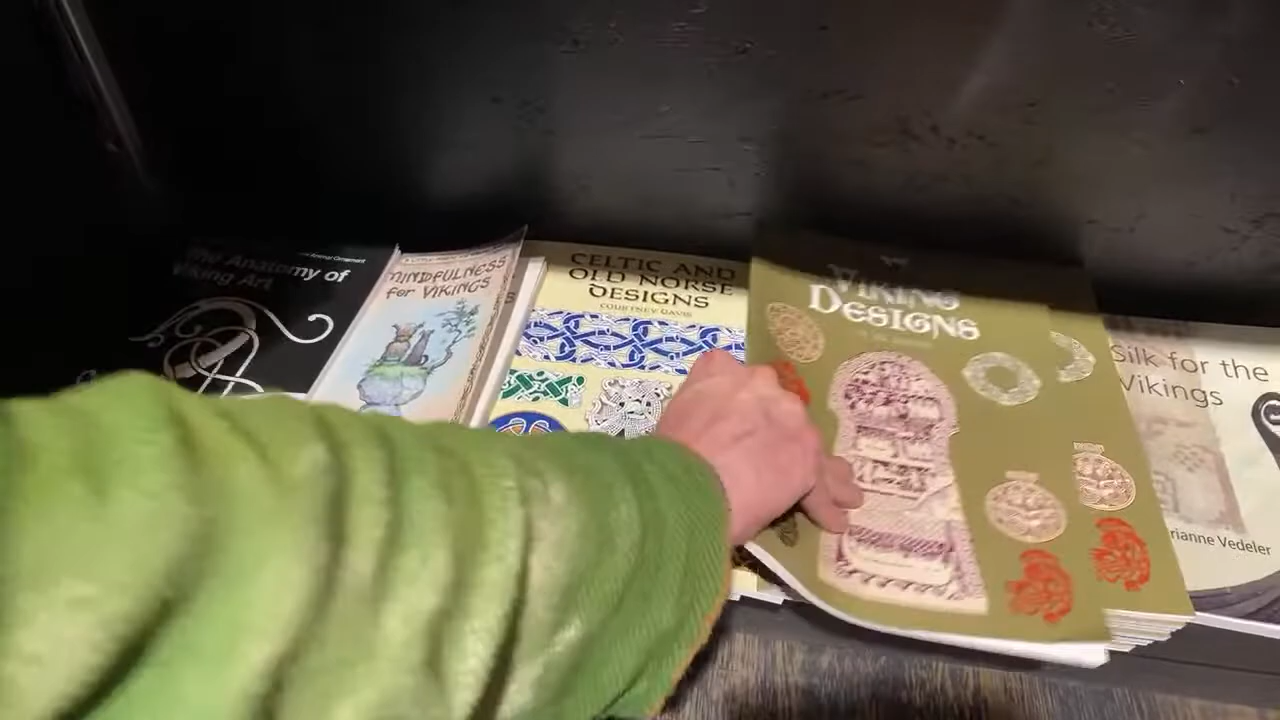 The Anatomy of
Viking Art
MINDFULNESS
for VIKINGS
CELTIC AND
OLD NORSE
DESIGNS
COURTNEY DAVIS
VIKING
DESIGNS
Silk for the
Vikings
rianne Vedeler